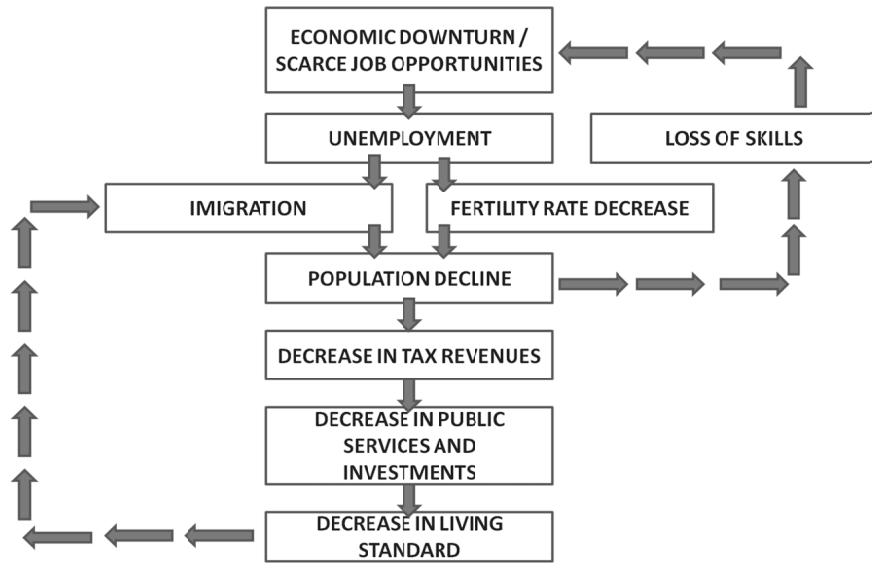 ECONOMIC DOWNTURN /
SCARCE JOB OPPORTUNITIES
UNEMPLOYMENT
LOSS OF SKILLS
IMIGRATION
FERTILITY RATE DECREASE
POPULATION DECLINE
DECREASE IN TAX REVENUES
DECREASE IN PUBLIC
SERVICES AND
INVESTMENTS
DECREASE IN LIVING
STANDARD